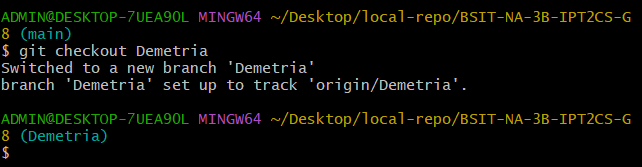 ADMIN@DESKTOP-7UEA9OL MINGW64 ~/Desktop/local-repo/BSIT-NA-3B-IPT2CS-G
8 (main)
$ git checkout Demetria
Switched to a new branch 'Demetria'
branch 'Demetria' set up to track 'origin/Demetria'.
ADMIN@DESKTOP-7UEA9OL MINGW64 ~/Desktop/local-repo/BSIT-NA-3B-IPT2CS-G
8 (Demetria)
$